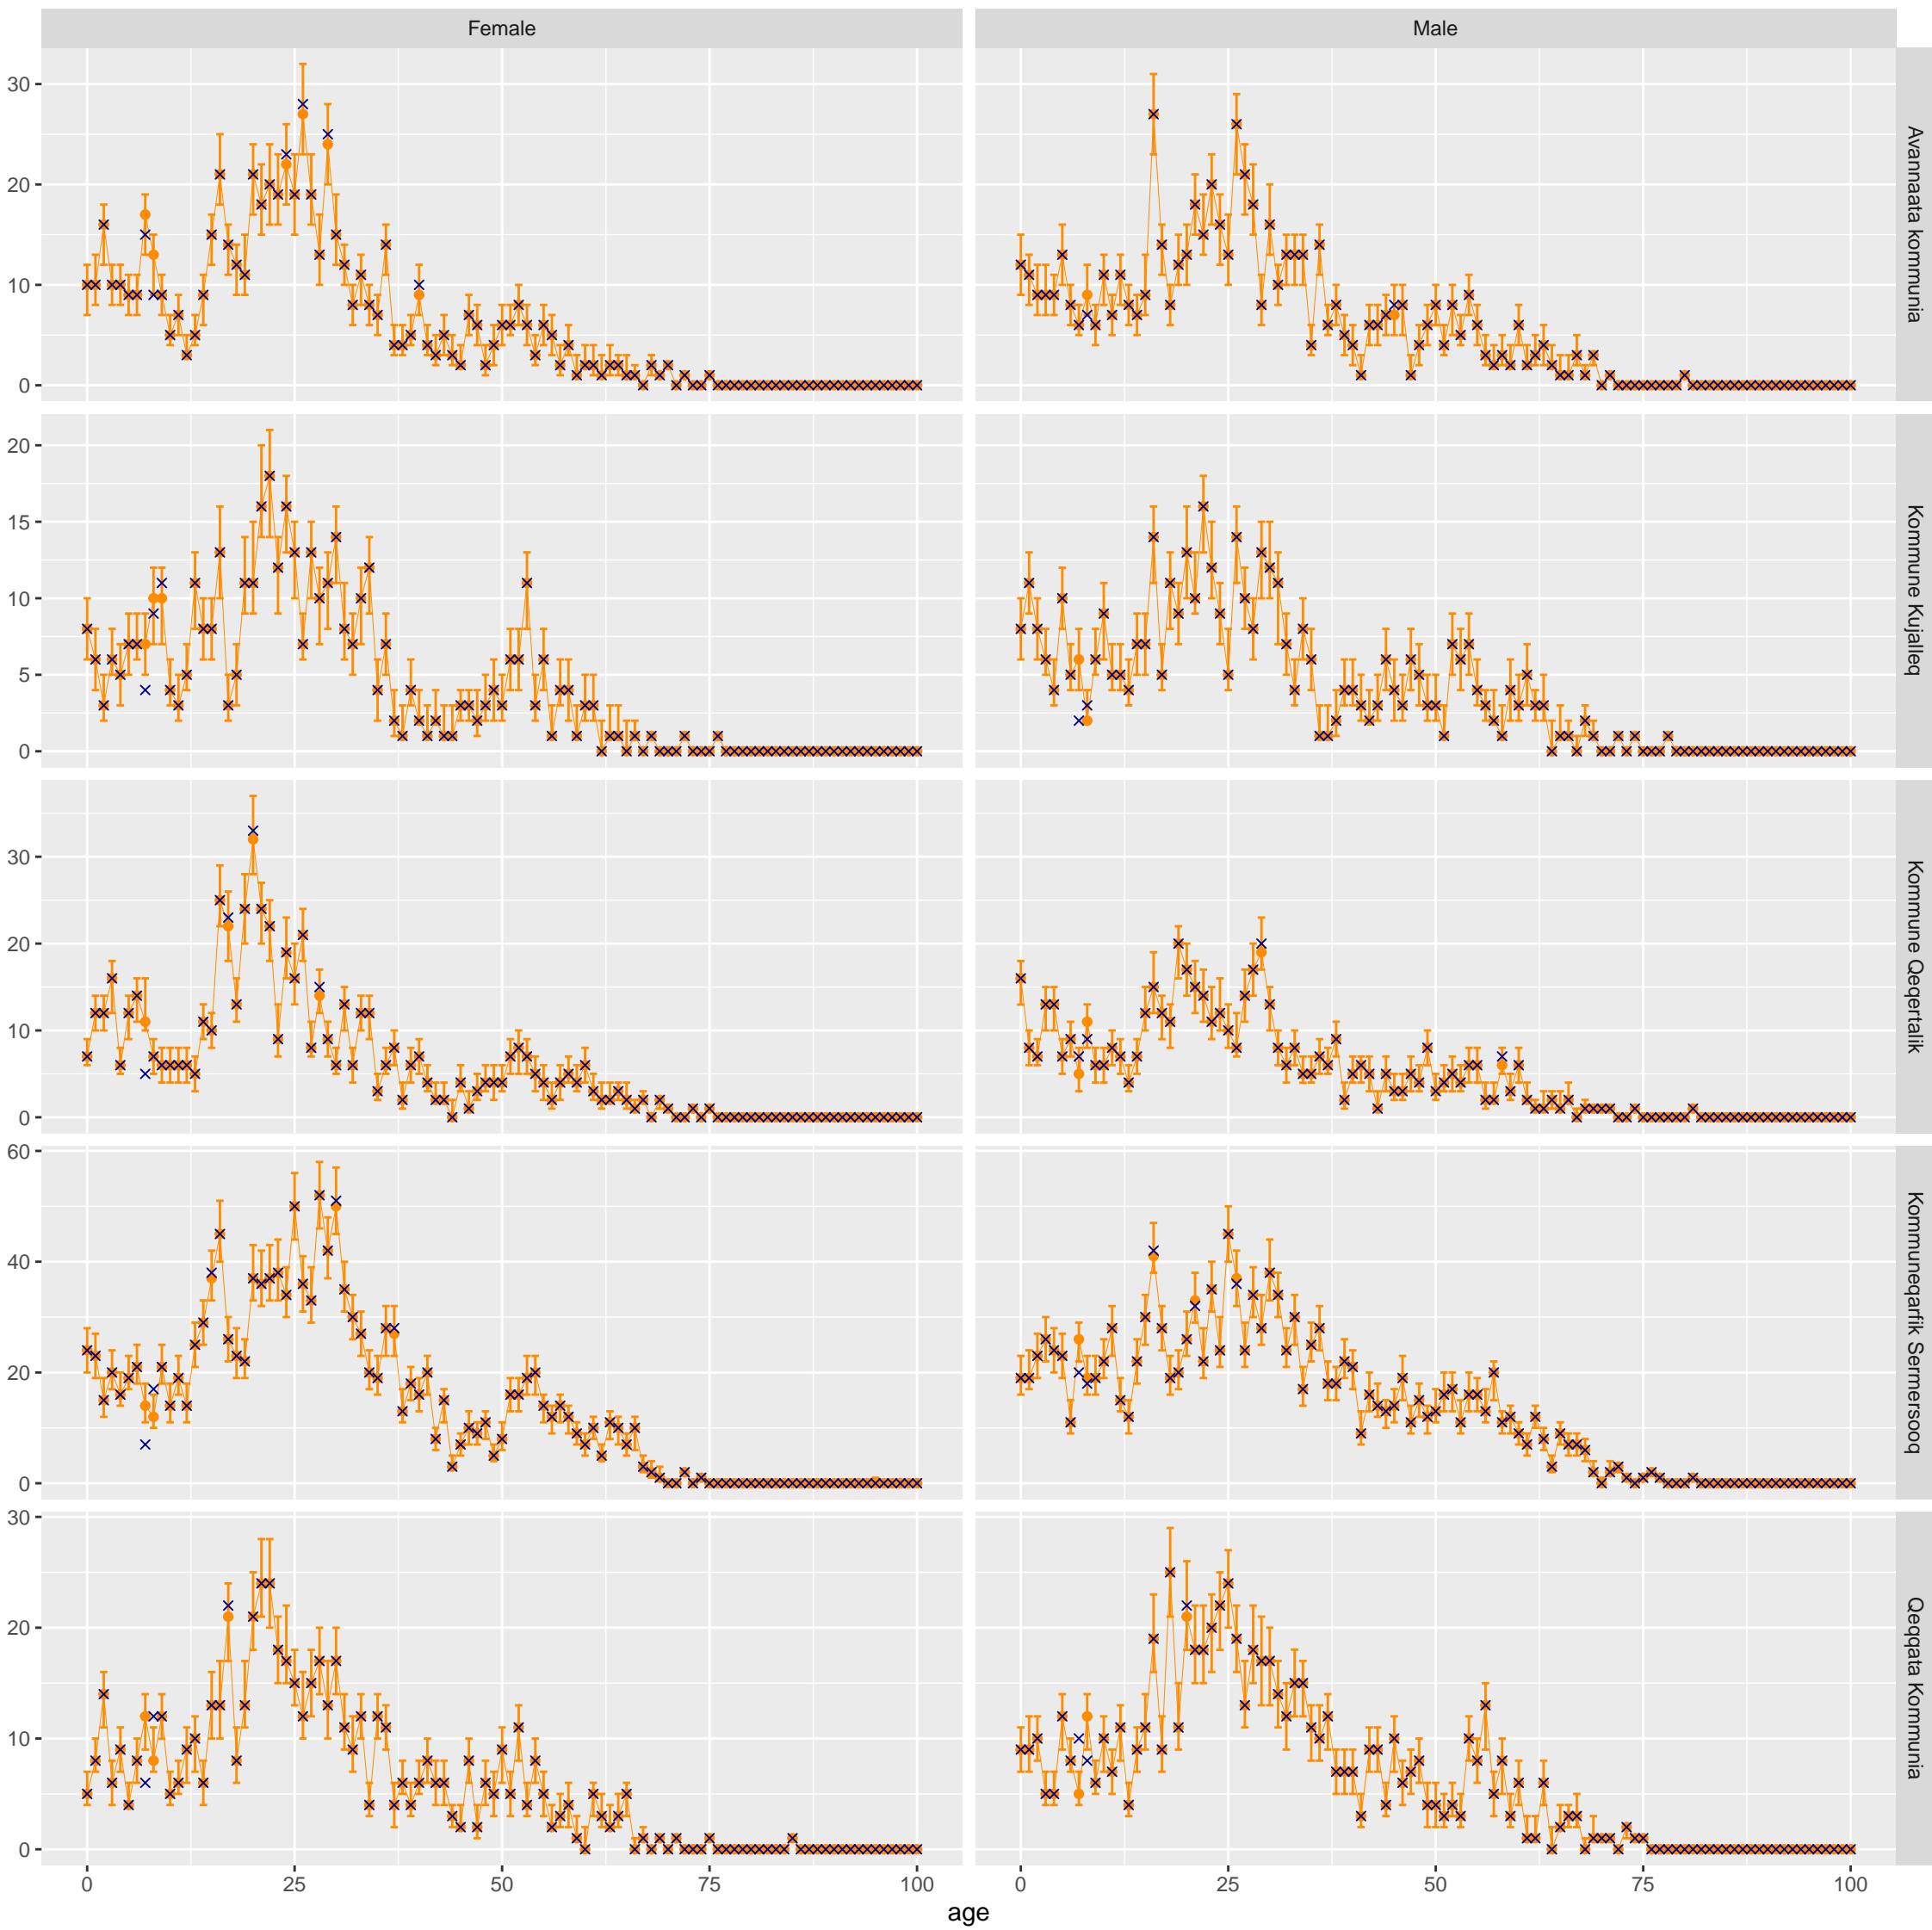 Female Male
30
20
10
0
Avannaata kommunia
20
15
10
5
0
Kommune Kujalleq
30
20
10
0
Kommune Qeqertalik
60
40
20
0
Kommuneqarfik Sermersooq
30
20
10
0
Qeqqata Kommunia
0 25 50 75 100 0 25 50 75 100
age